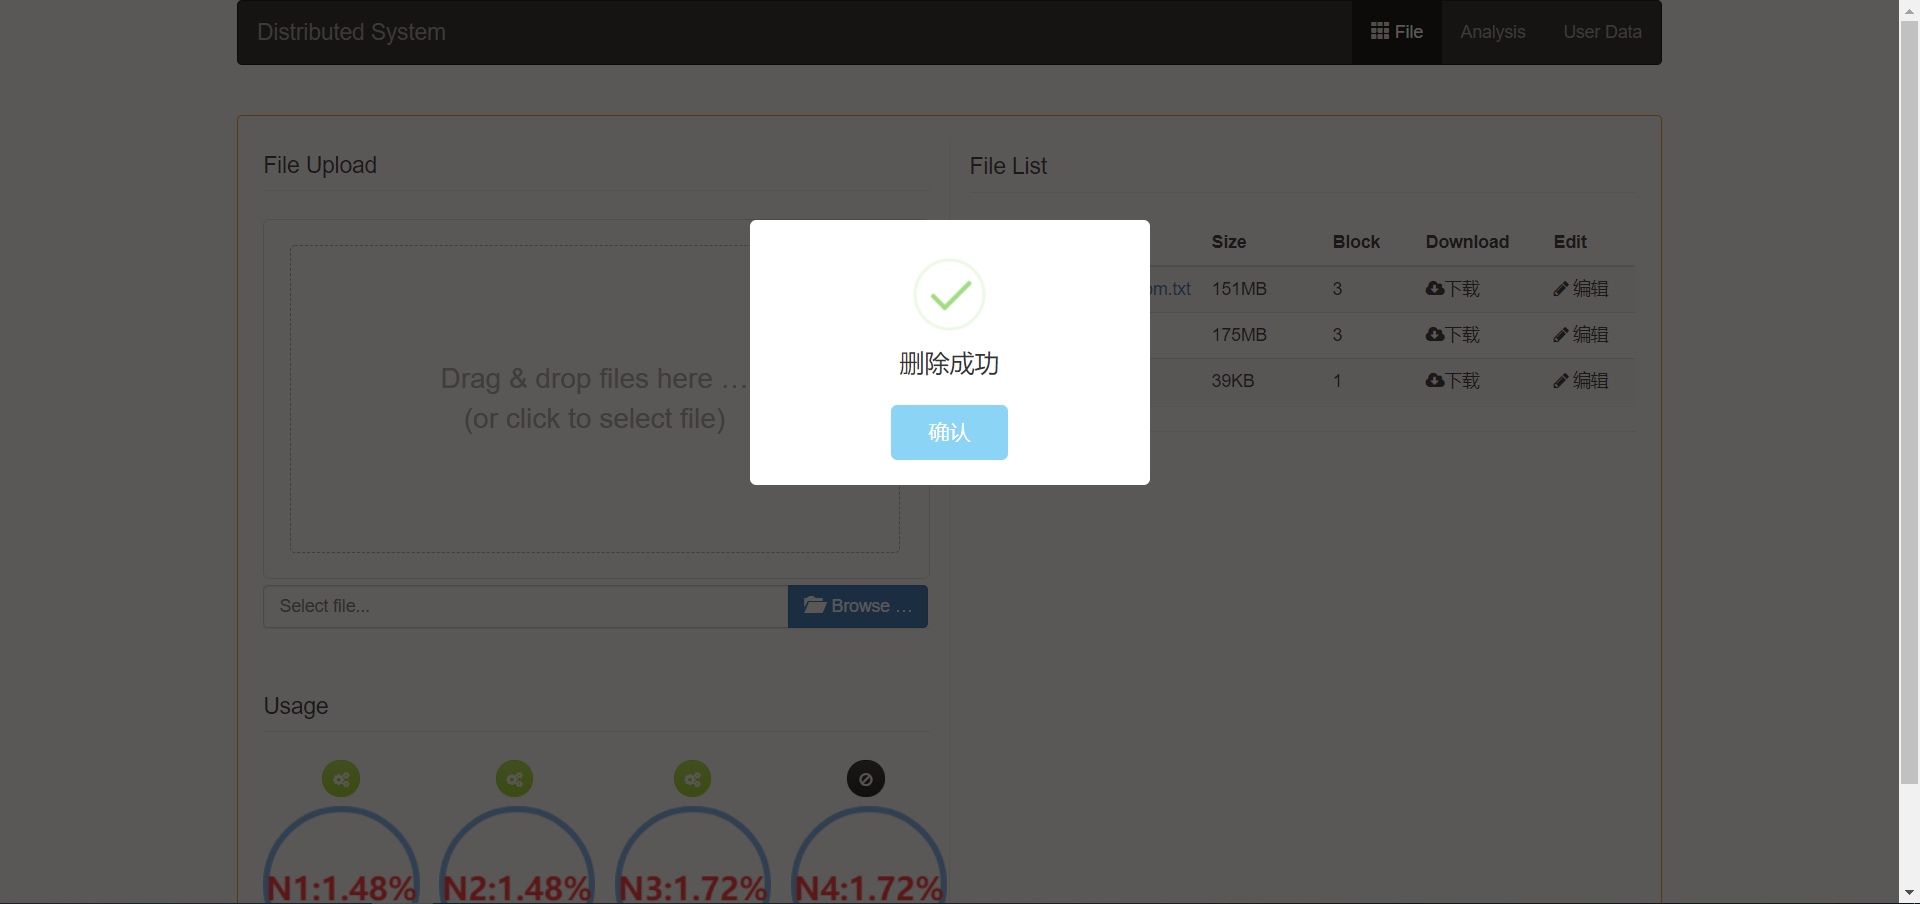 Distributed System
File
Analysis
User Data
File Upload
Drag & drop files here …
(or click to select file)
Select file...
Browse …
Usage
N1:1.48%
N2:1.48%
N3:1.72%
N4:1.72%
File List
Size Block Download Edit
om.txt 151MB 3 下载 编辑
175MB 3 下载 编辑
39KB 1 下载 编辑
删除成功
确认